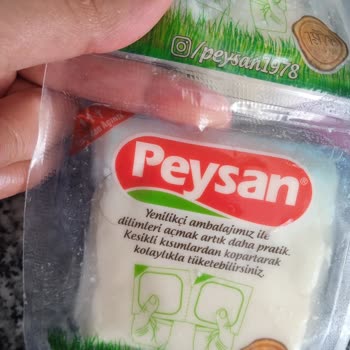 /peysan1978
Peysan
Yenilikçi ambalajımız ile
dilimleri açmak artık daha pratik.
Kesikli kısımlardan kopartarak
kolaylıkla tüketebilirsiniz.